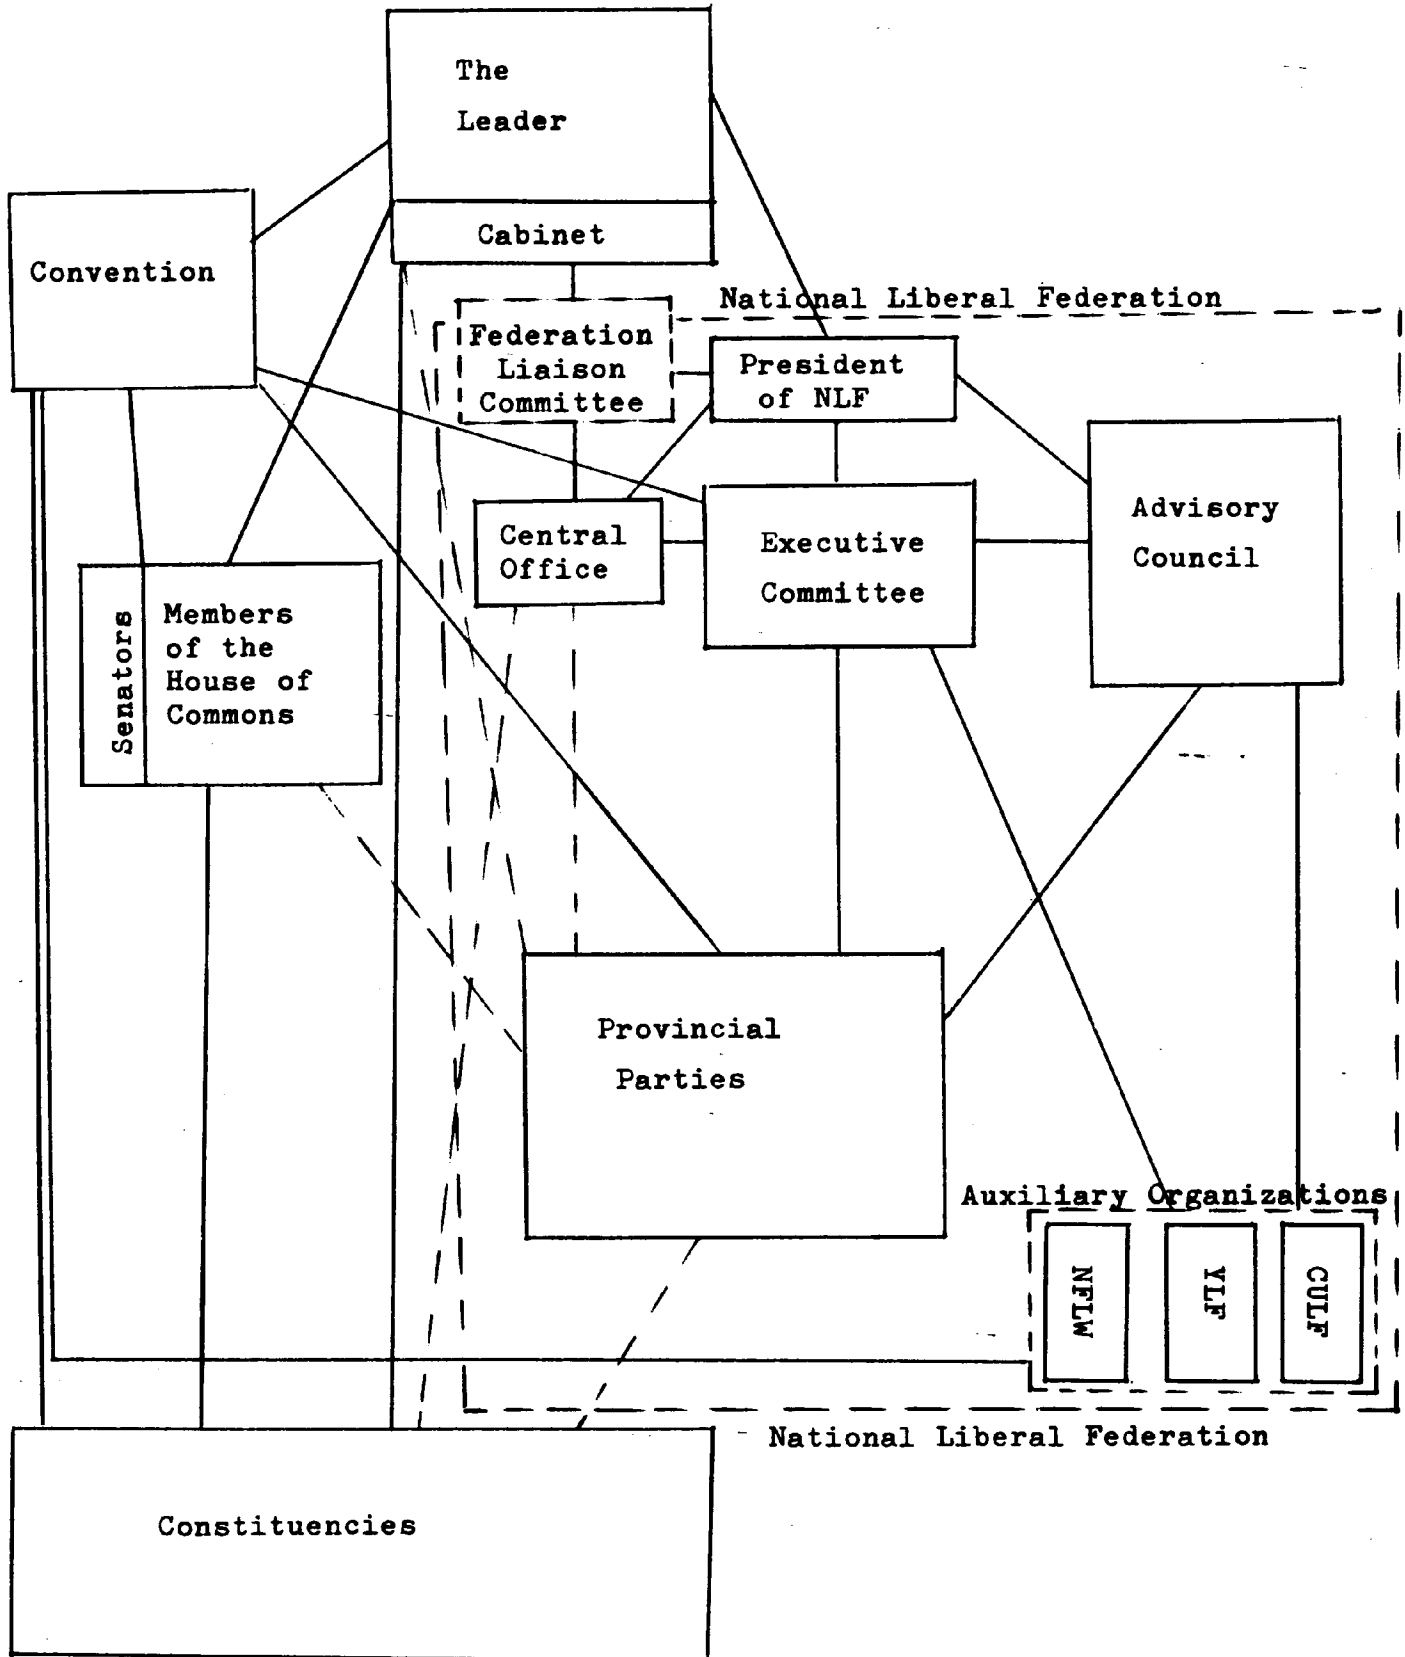 The
Leader
Cabinet
Convention
National Liberal Federation
Federation
Liaison
Committee
President
of NLF
Advisory
Council
Central
Office
Executive
Committee
Senators
Members
of the
House of
Commons
Provincial
Parties
Auxiliary Organizations
NFLW
YLF
CULF
National Liberal Federation
Constituencies